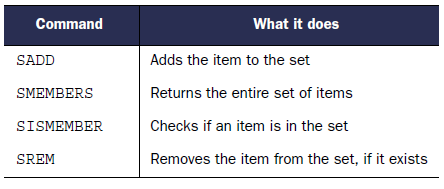 Command What it does
SADD Adds the item to the set
SMEMBERS Returns the entire set of items
SISMEMBER Checks if an item is in the set
SREM Removes the item from the set, if it exists